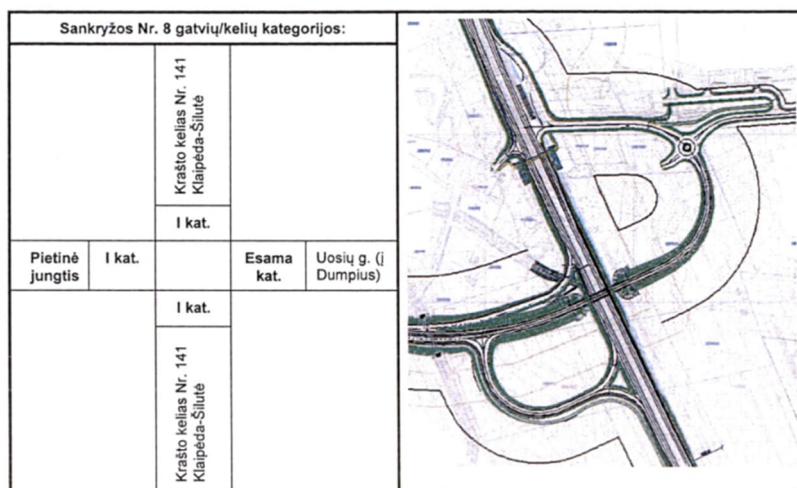 Sankryžos Nr. 8 gatvių/kelių kategorijos:
Krašto kelias Nr. 141
Klaipėda-Šilutė
I kat.
Pietinė
jungtis
I kat.
Esama
kat.
Uosių g. (į
Dumpius)
I kat.
Krašto kelias Nr. 141
Klaipėda-Šilutė